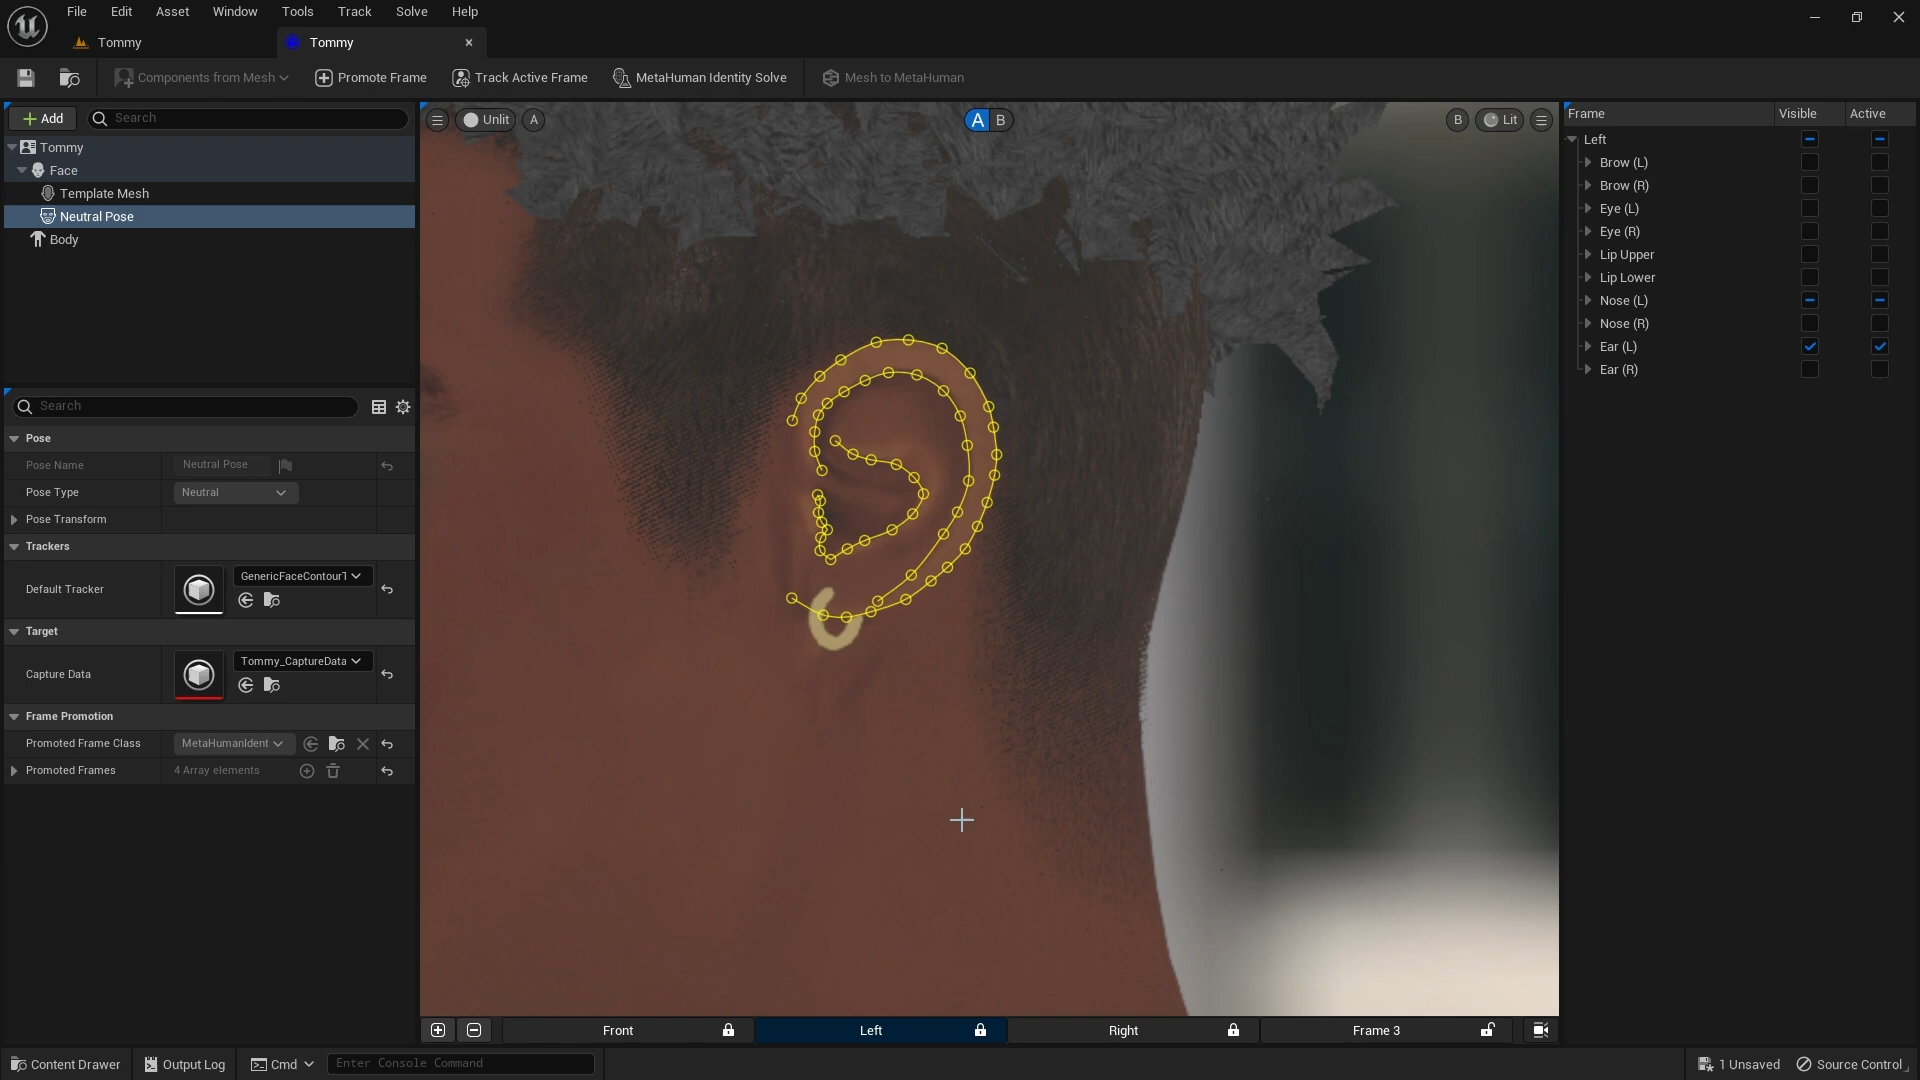 File Edit Asset Window Tools Track Solve Help
Tommy Tommy
Components from Mesh Promote Frame Track Active Frame MetaHuman Identity Solve Mesh to MetaHuman
Add Search
Unlit A A B B Lit
Frame Visible Active
Tommy
Face
Template Mesh
Neutral Pose
Body
Left
Brow (L)
Brow (R)
Eye (L)
Eye (R)
Lip Upper
Lip Lower
Nose (L)
Nose (R)
Ear (L)
Ear (R)
Search
Pose
Pose Name Neutral Pose
Pose Type Neutral
Pose Transform
Trackers
Default Tracker GenericFaceContourT
Target
Capture Data Tommy_CaptureData
Frame Promotion
Promoted Frame Class MetaHumanIdent
Promoted Frames 4 Array elements
Front Left Right Frame 3
Content Drawer Output Log Cmd Enter Console Command 1 Unsaved Source Control